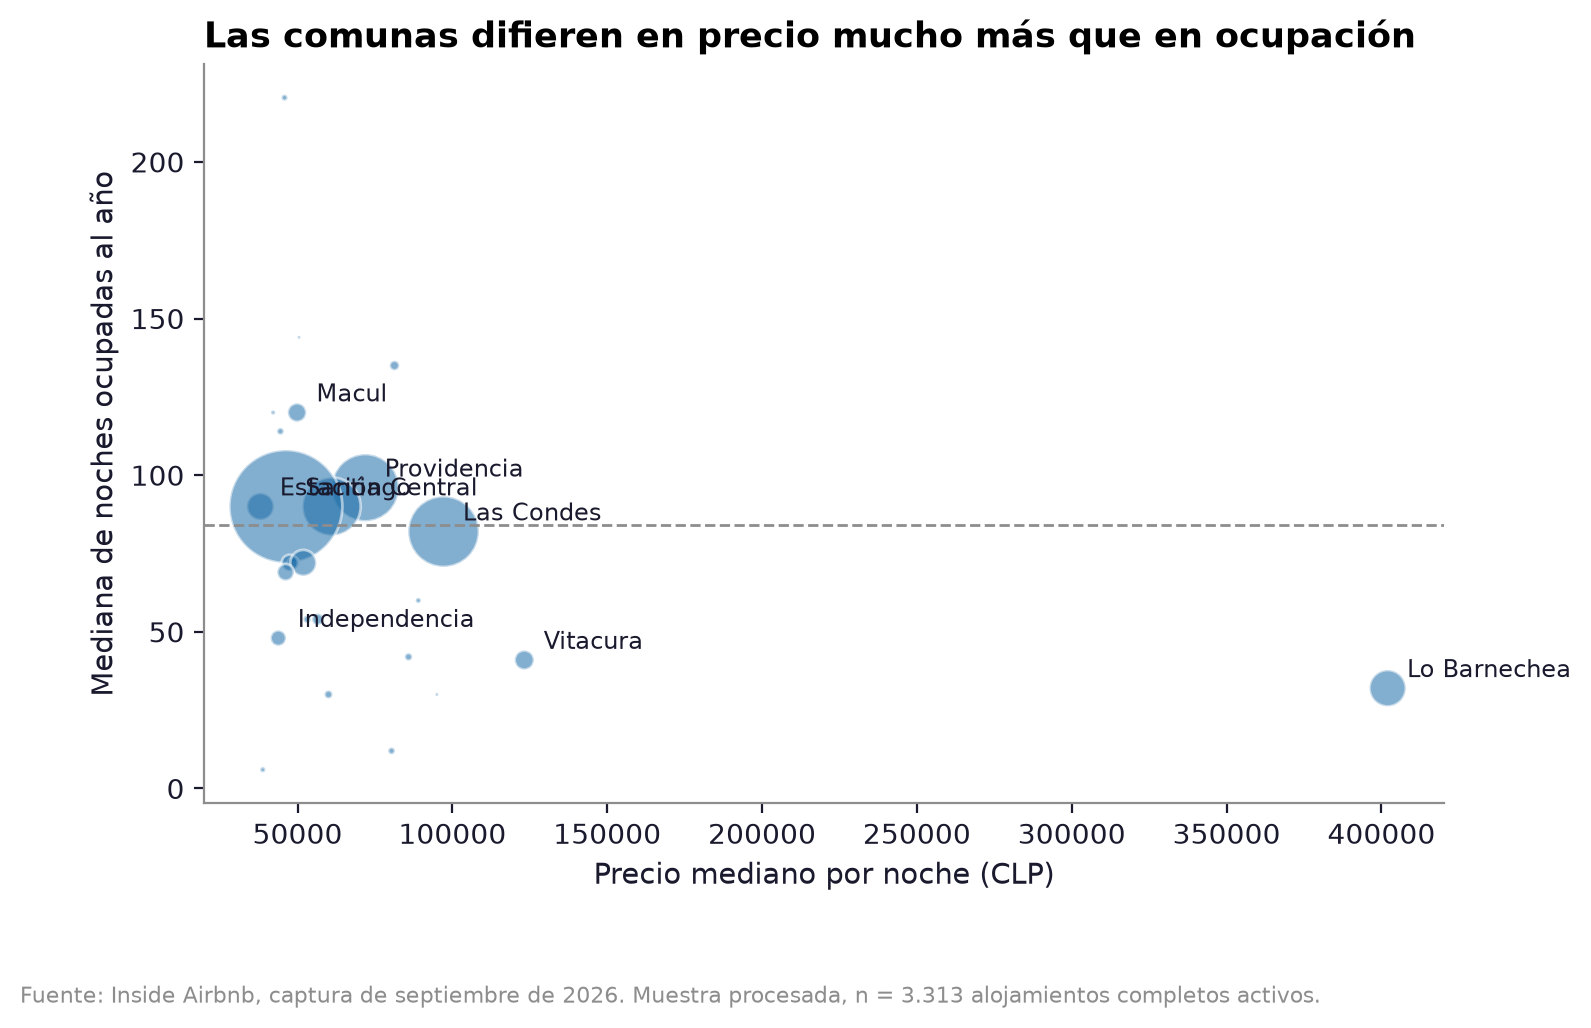 Las comunas difieren en precio mucho más que en ocupación
Mediana de noches ocupadas al año
200
150
100
50
0
Macul
Providencia
Estación Central
Santiago
Las Condes
Independencia
Vitacura
Lo Barnechea
50000
100000
150000
200000
250000
300000
350000
400000
Precio mediano por noche (CLP)
Fuente: Inside Airbnb, captura de septiembre de 2026. Muestra procesada, n = 3.313 alojamientos completos activos.